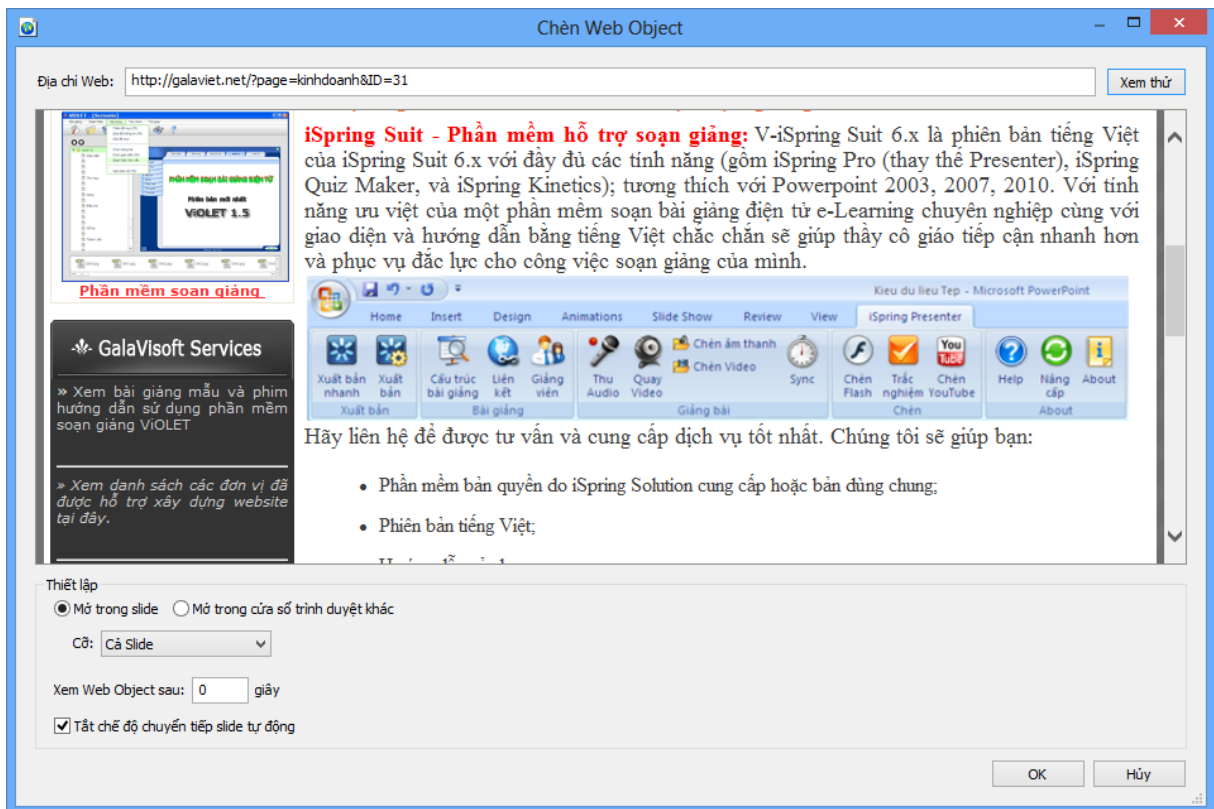 Chèn Web Object
Địa chỉ Web: http://galaviet.net/?page=kinhdoanh&ID=31 Xem thử
PHẦN MỀM SOẠN BÀI GIẢNG ĐIỆN TỬ
Phiên bản mới nhất
ViOLET 1.5
Phần mềm soạn giảng
GalaVisoft Services
» Xem bài giảng mẫu và phim
hướng dẫn sử dụng phần mềm
soạn giảng ViOLET
» Xem danh sách các đơn vị đã
được hỗ trợ xây dựng website
tại đây.
iSpring Suit - Phần mềm hỗ trợ soạn giảng: V-iSpring Suit 6.x là phiên bản tiếng Việt
của iSpring Suit 6.x với đầy đủ các tính năng (gồm iSpring Pro (thay thế Presenter), iSpring
Quiz Maker, và iSpring Kinetics); tương thích với Powerpoint 2003, 2007, 2010. Với tính
năng ưu việt của một phần mềm soạn bài giảng điện tử e-Learning chuyên nghiệp cùng với
giao diện và hướng dẫn bằng tiếng Việt chắc chắn sẽ giúp thầy cô giáo tiếp cận nhanh hơn
và phục vụ đắc lực cho công việc soạn giảng của mình.
Kieu du lieu Tep - Microsoft PowerPoint
Home Insert Design Animations Slide Show Review View iSpring Presenter
Xuất bản nhanh Xuất bản Cấu trúc bài giảng Liên kết Giảng viên Thu Audio Quay Video Chèn âm thanh Chèn Video Sync Chèn Flash Trắc nghiệm Chèn YouTube Help Nâng cấp About
Xuất bản Bài giảng Giảng bài Chèn About
Hãy liên hệ để được tư vấn và cung cấp dịch vụ tốt nhất. Chúng tôi sẽ giúp bạn:
• Phần mềm bản quyền do iSpring Solution cung cấp hoặc bản dùng chung;
• Phiên bản tiếng Việt;
Thiết lập
Mở trong slide Mở trong cửa sổ trình duyệt khác
Cỡ: Cả Slide
Xem Web Object sau: 0 giây
Tắt chế độ chuyển tiếp slide tự động
OK Hủy